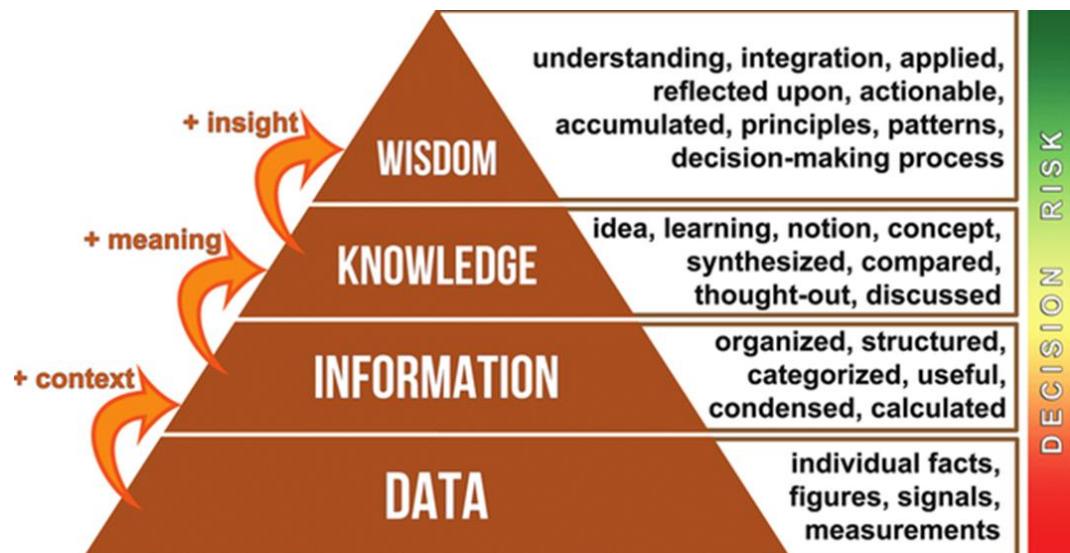 understanding, integration, applied,
reflected upon, actionable,
accumulated, principles, patterns,
decision-making process
+ insight
WISDOM
idea, learning, notion, concept,
synthesized, compared,
thought-out, discussed
+ meaning
KNOWLEDGE
organized, structured,
categorized, useful,
condensed, calculated
+ context
INFORMATION
individual facts,
figures, signals,
measurements
DATA
DECISION RISK